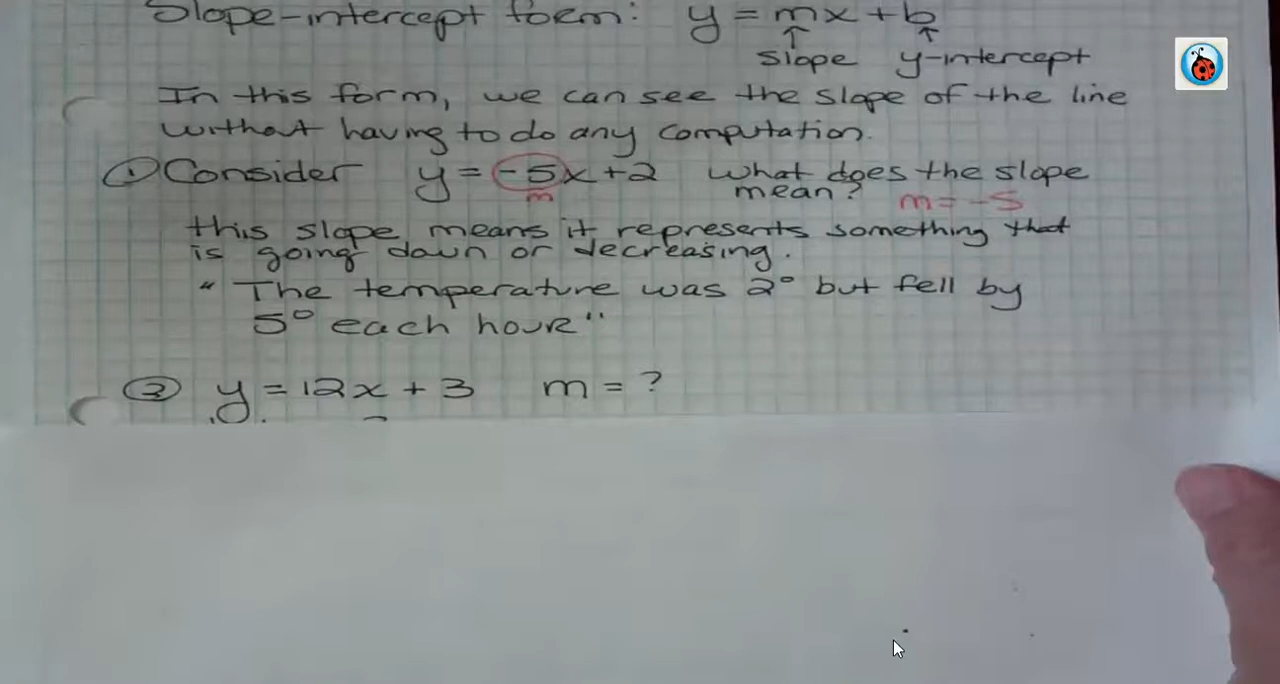 Slope-intercept form: y = mx + b
↑ ↑
slope y-intercept
In this form, we can see the slope of the line
without having to do any computation.
① Consider y = -5x + 2 what does the slope
mean? m = -5
m
this slope means it represents something that
is going down or decreasing.
" The temperature was 2° but fell by
5° each hour"
② y = 12x + 3 m = ?